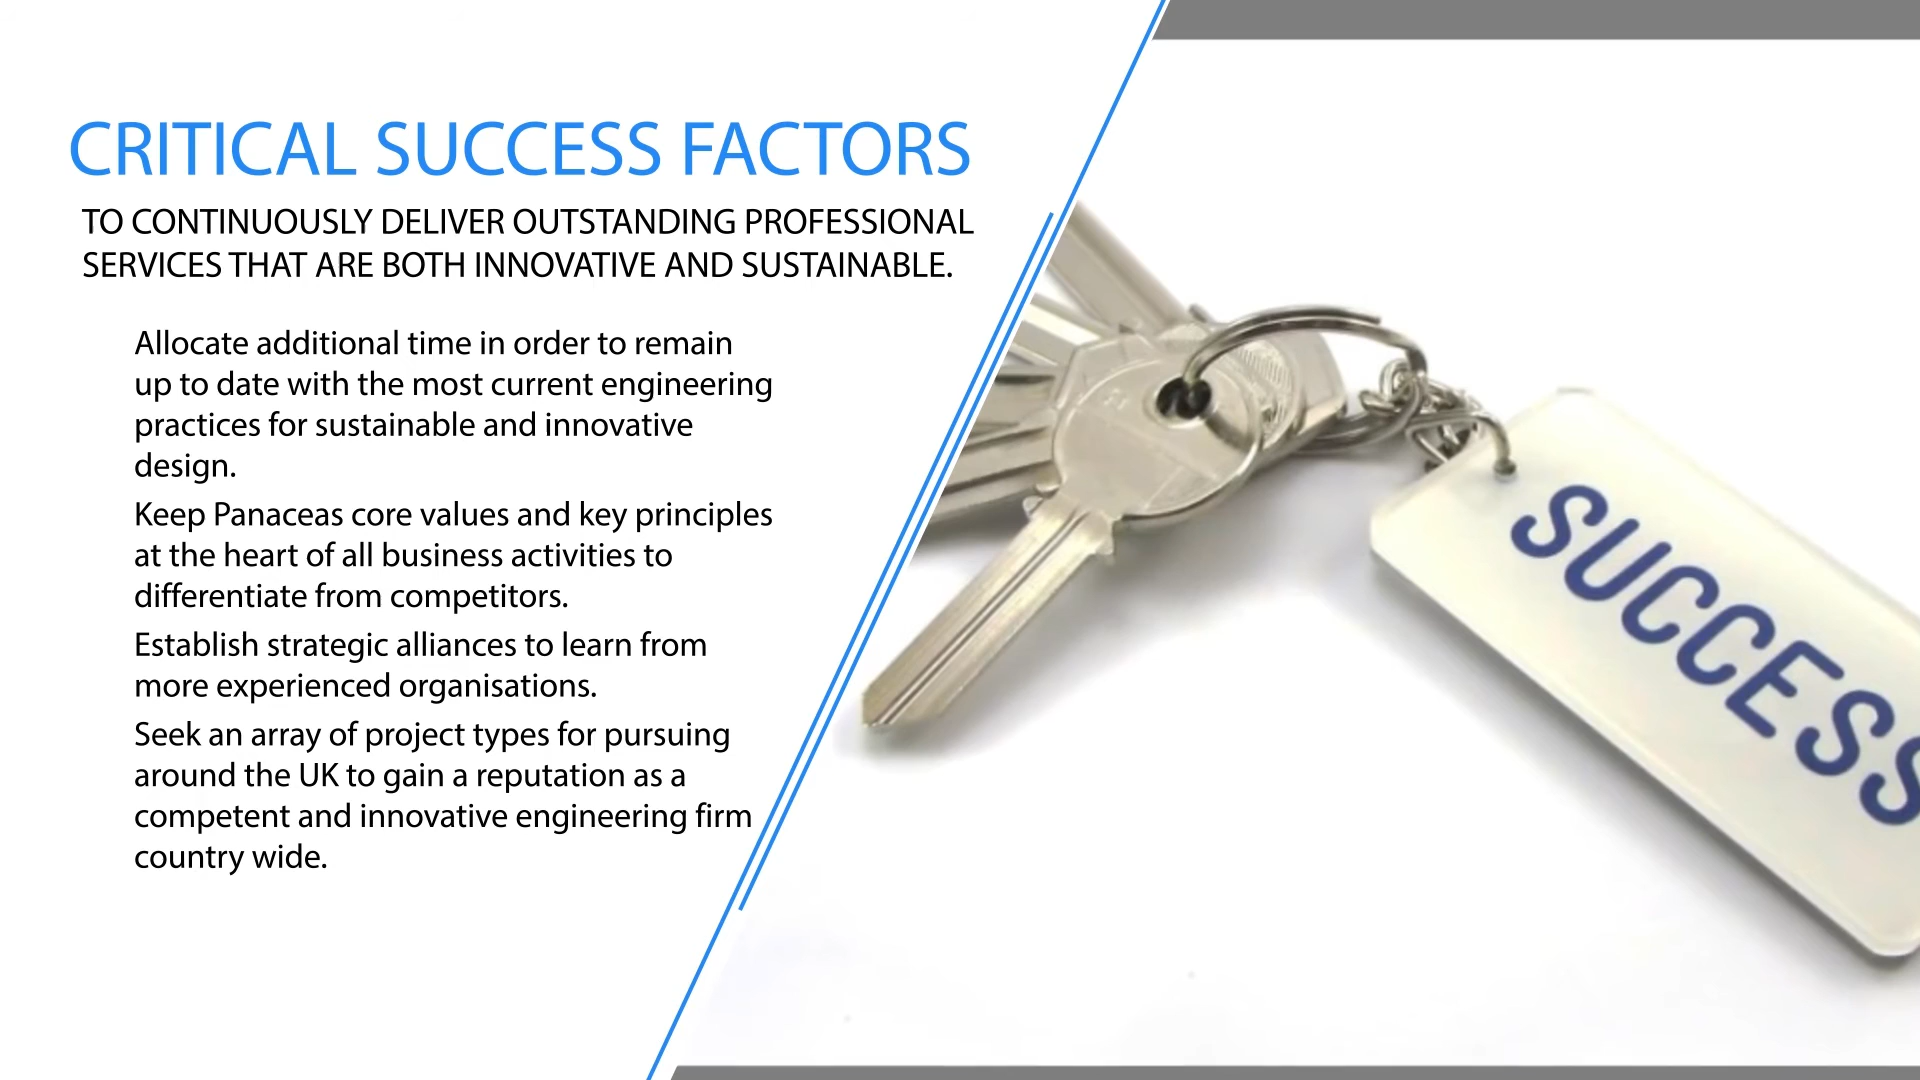 CRITICAL SUCCESS FACTORS
TO CONTINUOUSLY DELIVER OUTSTANDING PROFESSIONAL
SERVICES THAT ARE BOTH INNOVATIVE AND SUSTAINABLE.
Allocate additional time in order to remain
up to date with the most current engineering
practices for sustainable and innovative
design.
Keep Panaceas core values and key principles
at the heart of all business activities to
differentiate from competitors.
Establish strategic alliances to learn from
more experienced organisations.
Seek an array of project types for pursuing
around the UK to gain a reputation as a
competent and innovative engineering firm
country wide.
SUCCESS